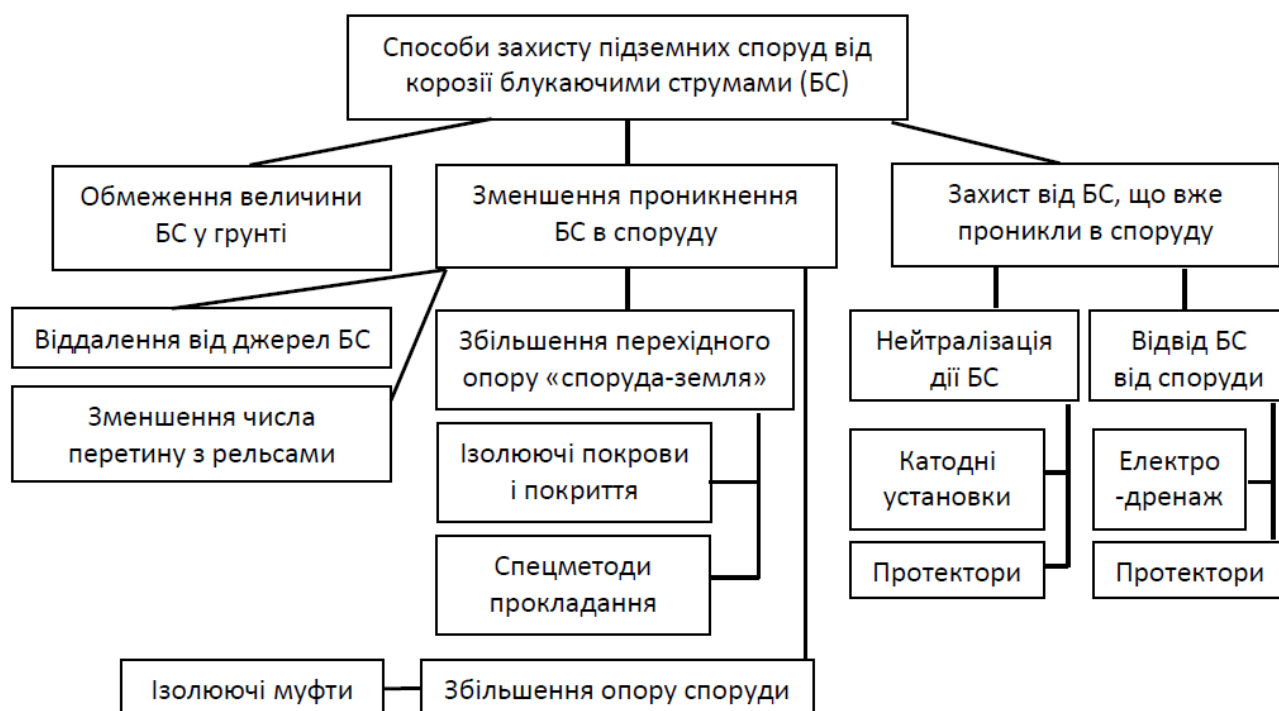 Способи захисту підземних споруд від
корозії блукаючими струмами (БС)
Обмеження величини
БС у грунті
Зменшення проникнення
БС в споруду
Захист від БС, що вже
проникли в споруду
Віддалення від джерел БС
Зменшення числа
перетину з рельсами
Збільшення перехідного
опору «споруда-земля»
Ізолюючі покрови
і покриття
Спецметоди
прокладання
Нейтралізація
дії БС
Катодні
установки
Протектори
Відвід БС
від споруди
Електро
-дренаж
Протектори
Ізолюючі муфти
Збільшення опору споруди